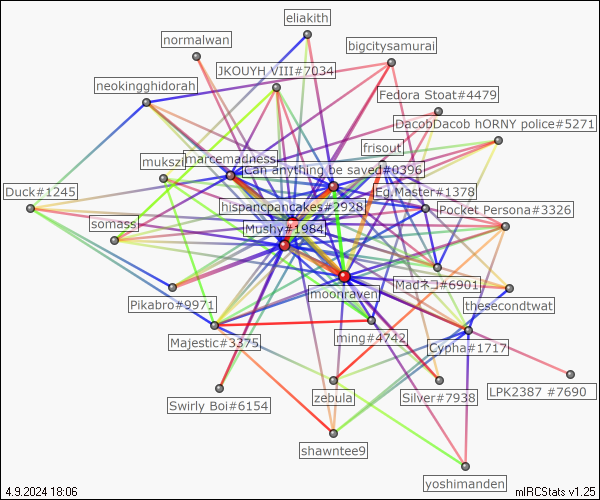 eliakith
normalwan
bigcitysamurai
JKOUYH VIII#7034
neokingghidorah
Fedora Stoat#4479
DacobDacob hORNY police#5271
frisout
mukszi
marcemadness
Can anything be saved#0396
Duck#1245
Eg.Master#1378
hispancpancakes#2928
Pocket Persona#3326
somass
Mushy#1984
Madネコ#6901
moonraven
Pikabro#9971
thesecondtwat
Majestic#3375
ming#4742
Cypha#1717
zebula
Silver#7938
LPK2387 #7690
Swirly Boi#6154
shawntee9
yoshimanden
4.9.2024 18:06
mIRCStats v1.25